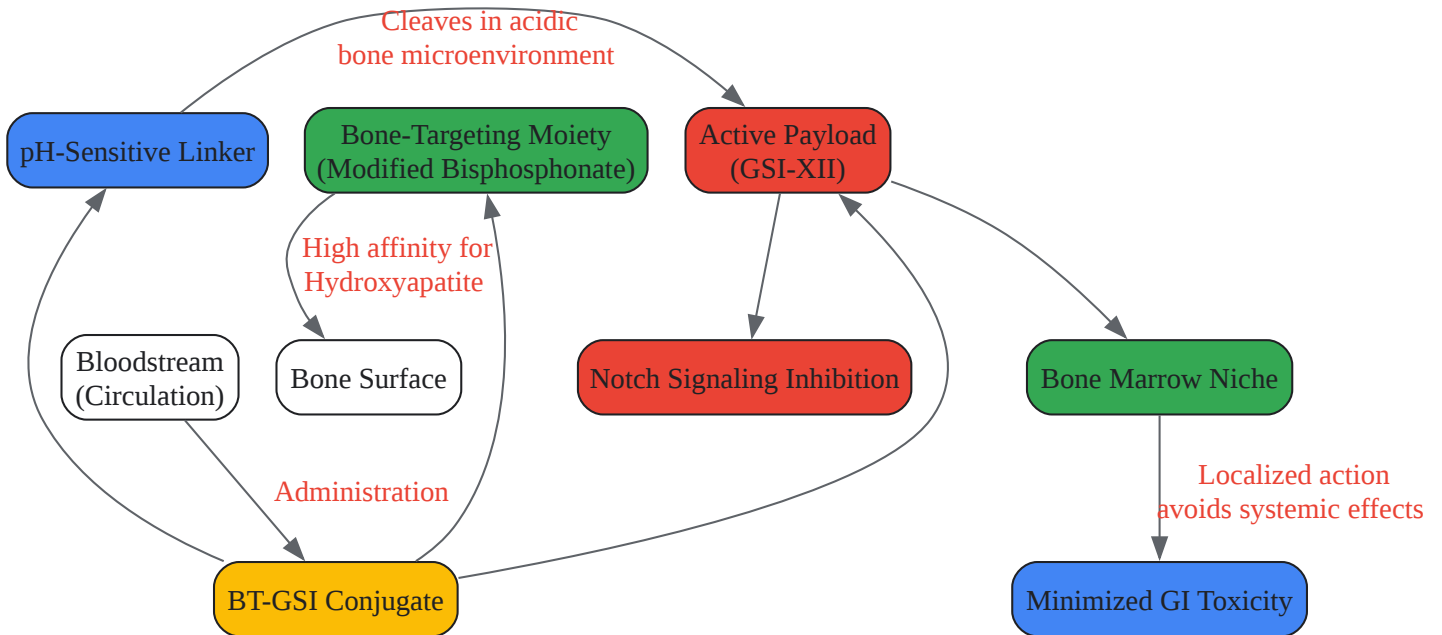 Cleaves in acidic
bone microenvironment
pH-Sensitive Linker
Bone-Targeting Moiety
(Modified Bisphosphonate)
Active Payload
(GSI-XII)
High affinity for
Hydroxyapatite
Bloodstream
(Circulation)
Bone Surface
Notch Signaling Inhibition
Bone Marrow Niche
Administration
Localized action
avoids systemic effects
BT-GSI Conjugate
Minimized GI Toxicity